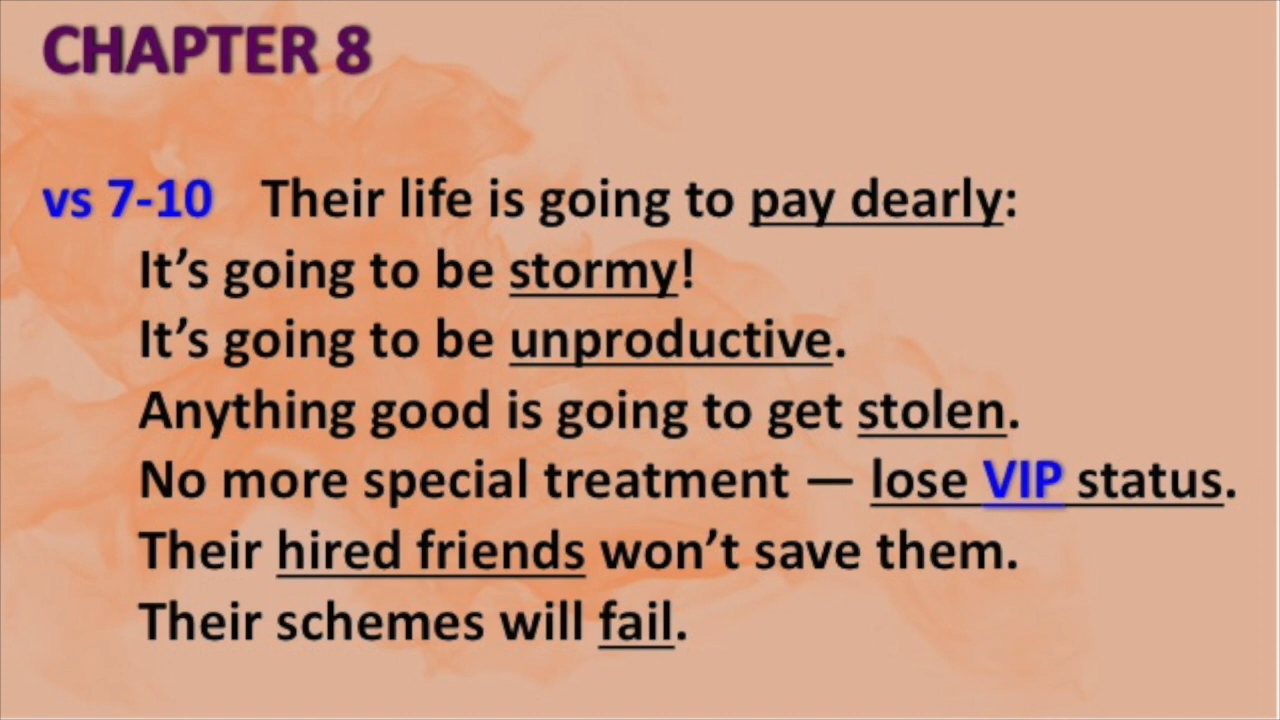 CHAPTER 8
vs 7-10 Their life is going to pay dearly:
It’s going to be stormy!
It’s going to be unproductive.
Anything good is going to get stolen.
No more special treatment — lose VIP status.
Their hired friends won’t save them.
Their schemes will fail.